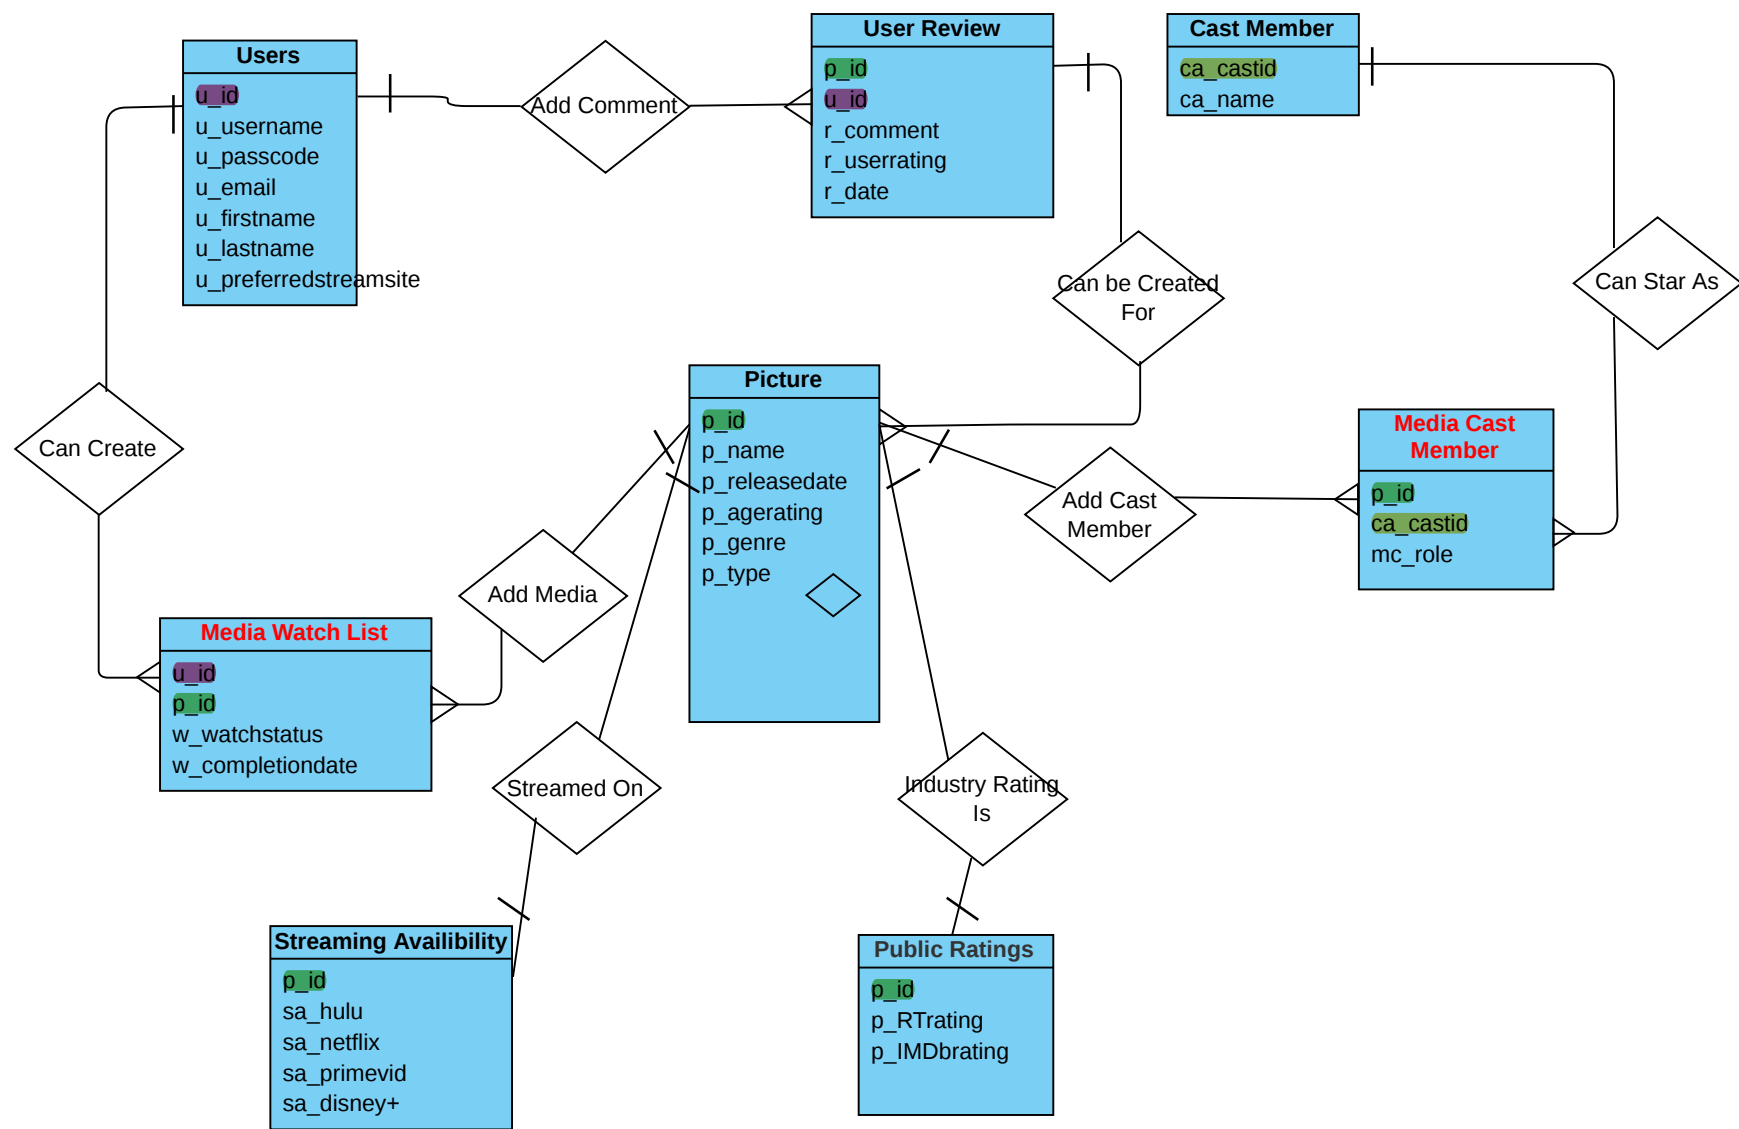 Users
u_id
u_username
u_passcode
u_email
u_firstname
u_lastname
u_preferredstreamsite
Add Comment
User Review
p_id
u_id
r_comment
r_userrating
r_date
Cast Member
ca_castid
ca_name
Can be Created
For
Can Star As
Can Create
Picture
p_id
p_name
p_releasedate
p_agerating
p_genre
p_type
Add Cast
Member
Media Cast
Member
p_id
ca_castid
mc_role
Add Media
Media Watch List
u_id
p_id
w_watchstatus
w_completiondate
Streamed On
Industry Rating
Is
Streaming Availibility
p_id
sa_hulu
sa_netflix
sa_primevid
sa_disney+
Public Ratings
p_id
p_RTrating
p_IMDbrating